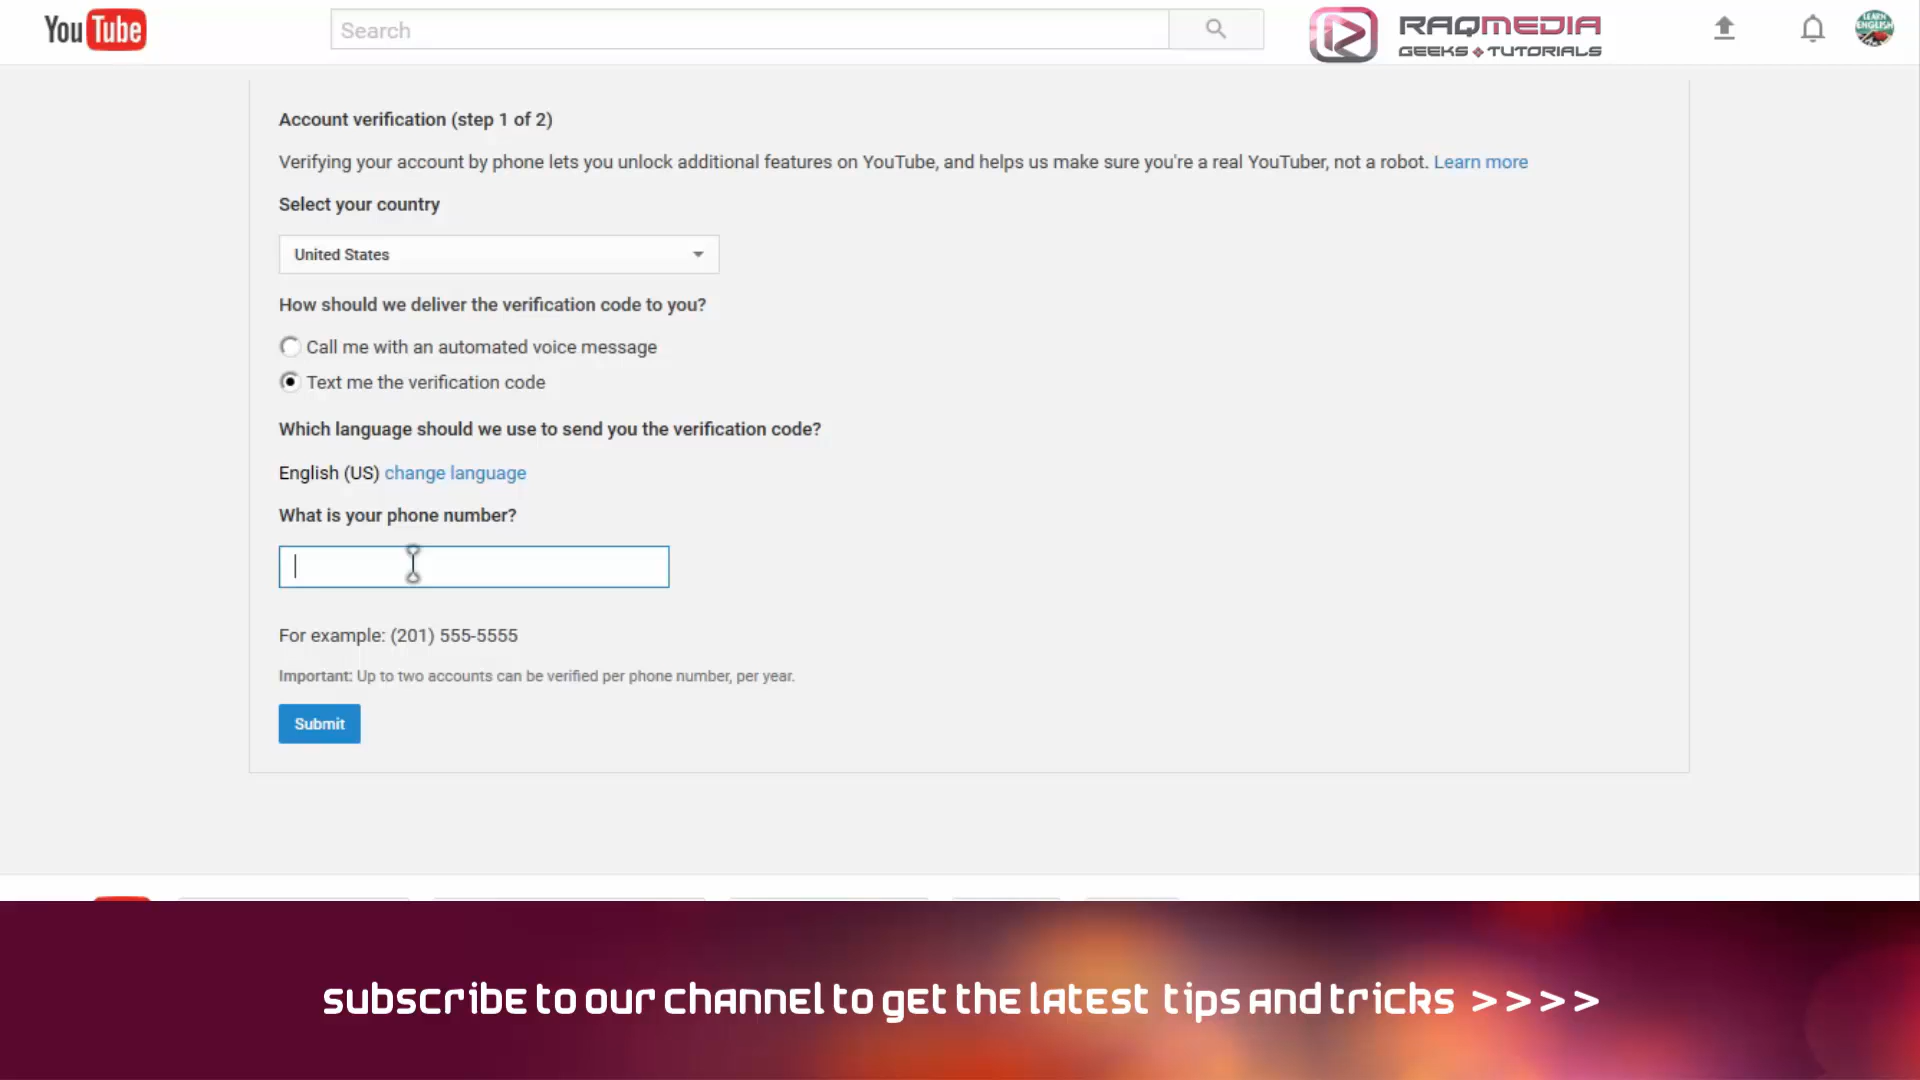 YouTube
Search
RAQMEDIA
GEEKS TUTORIALS
LEARN
ENGLISH
Account verification (step 1 of 2)
Verifying your account by phone lets you unlock additional features on YouTube, and helps us make sure you're a real YouTuber, not a robot. Learn more
Select your country
United States
How should we deliver the verification code to you?
Call me with an automated voice message
Text me the verification code
Which language should we use to send you the verification code?
English (US) change language
What is your phone number?
For example: (201) 555-5555
Important: Up to two accounts can be verified per phone number, per year.
Submit
subscribe to our channel to get the latest tips and tricks > > > >